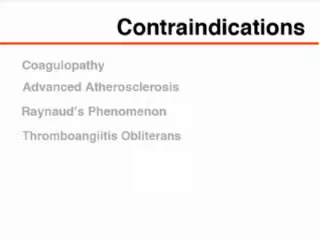 Contraindications
Coagulopathy
Advanced Atherosclerosis
Raynaud's Phenomenon
Thromboangiitis Obliterans